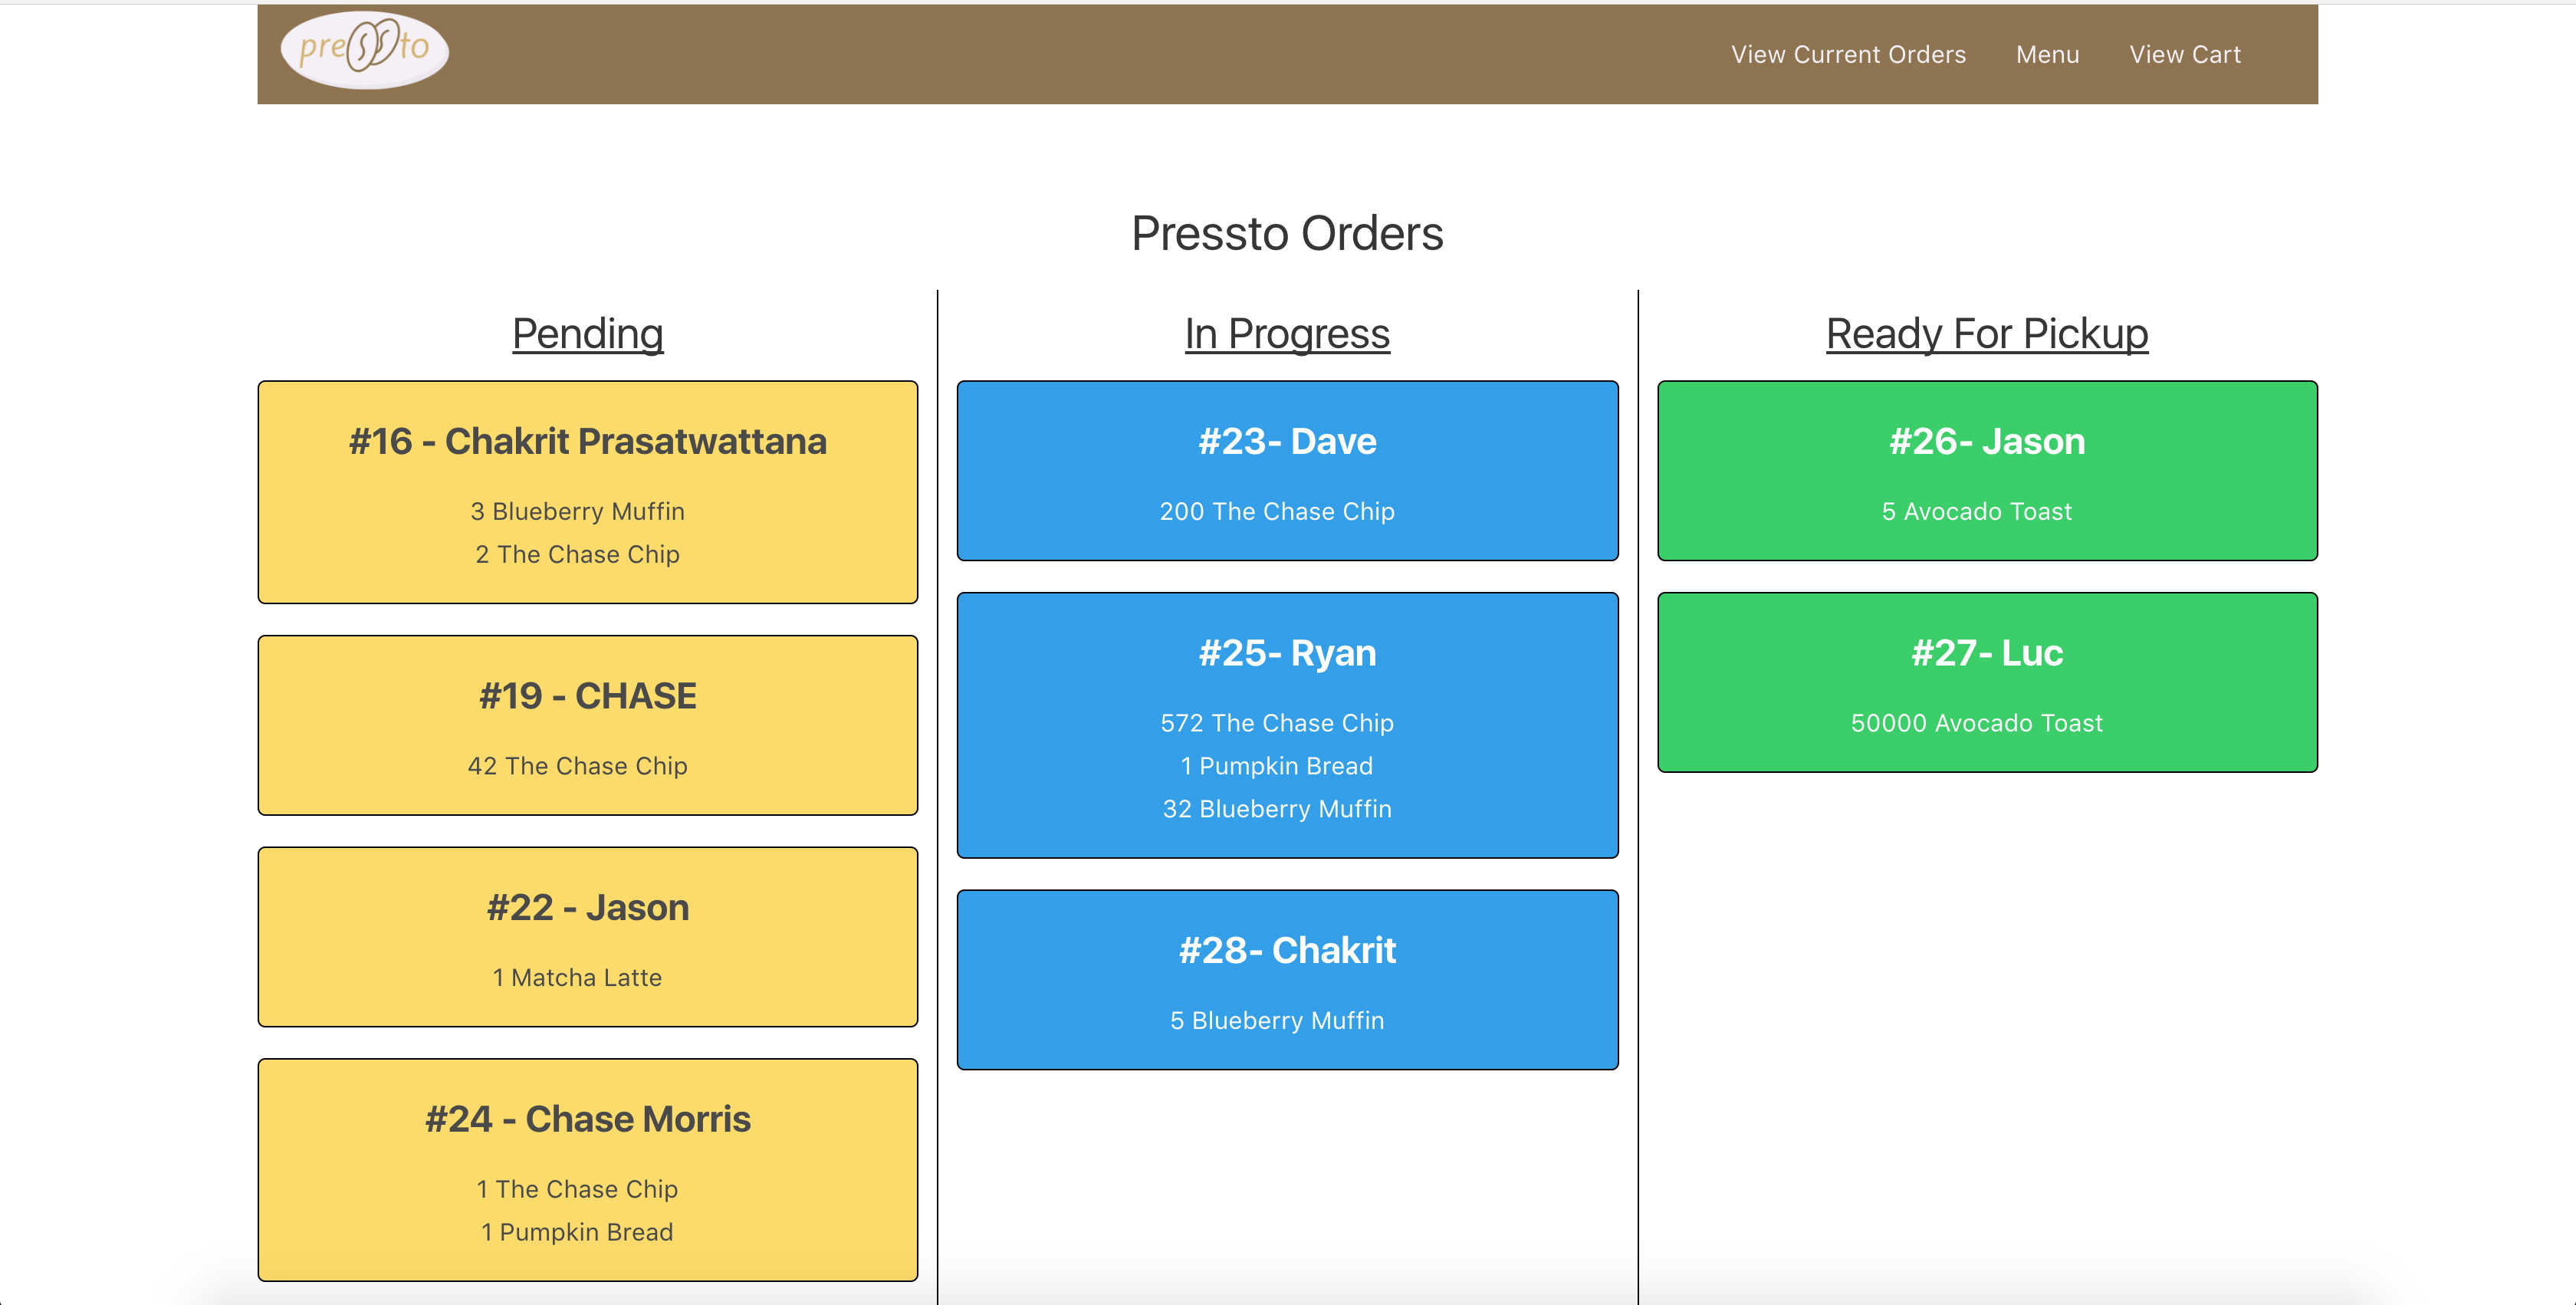 pressto
View Current Orders Menu View Cart
Pressto Orders
Pending
#16 - Chakrit Prasatwattana
3 Blueberry Muffin
2 The Chase Chip
#19 - CHASE
42 The Chase Chip
#22 - Jason
1 Matcha Latte
#24 - Chase Morris
1 The Chase Chip
1 Pumpkin Bread
In Progress
#23- Dave
200 The Chase Chip
#25- Ryan
572 The Chase Chip
1 Pumpkin Bread
32 Blueberry Muffin
#28- Chakrit
5 Blueberry Muffin
Ready For Pickup
#26- Jason
5 Avocado Toast
#27- Luc
50000 Avocado Toast